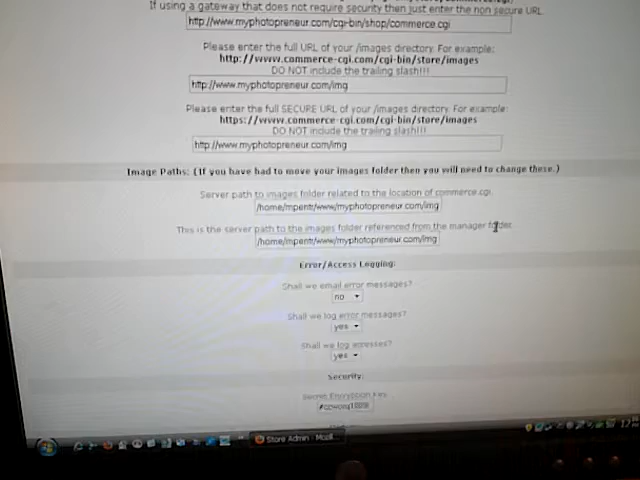 If using a gateway that does not require security then just enter the non secure URL.
http://www.myphotopreneur.com/cgi-bin/shop/commerce.cgi
Please enter the full URL of your /images directory. For example:
http://www.commerce-cgi.com/cgi-bin/store/images
DO NOT include the trailing slash!!!
http://www.myphotopreneur.com/img
Please enter the full SECURE URL of your /images directory. For example:
https://www.commerce-cgi.com/cgi-bin/store/images
DO NOT include the trailing slash!!!
http://www.myphotopreneur.com/img
Image Paths: (If you have had to move your images folder then you will need to change these.)
Server path to images folder related to the location of commerce.cgi.
/home/mpentr/www/myphotopreneur.com/img
This is the server path to the images folder referenced from the manager folder.
/home/mpentr/www/myphotopreneur.com/img
Error/Access Logging:
Shall we email error messages?
no
Shall we log error messages?
yes
Shall we log accesses?
yes
Security:
Secret Encryption Key
Store Admin - Mozil...